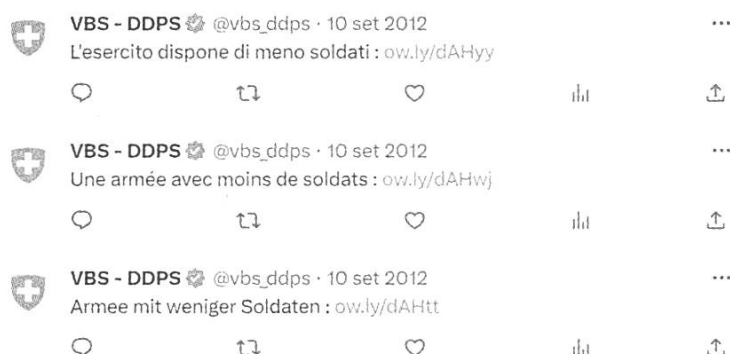 VBS - DDPS @vbs_ddps · 10 set 2012
L'esercito dispone di meno soldati : ow.ly/dAHyy
VBS - DDPS @vbs_ddps · 10 set 2012
Une armée avec moins de soldats : ow.ly/dAHwj
VBS - DDPS @vbs_ddps · 10 set 2012
Armee mit weniger Soldaten : ow.ly/dAHtt